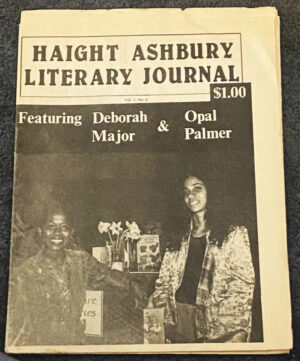 HAIGHT ASHBURY
LITERARY JOURNAL
$1.00
Featuring Deborah Major & Opal Palmer